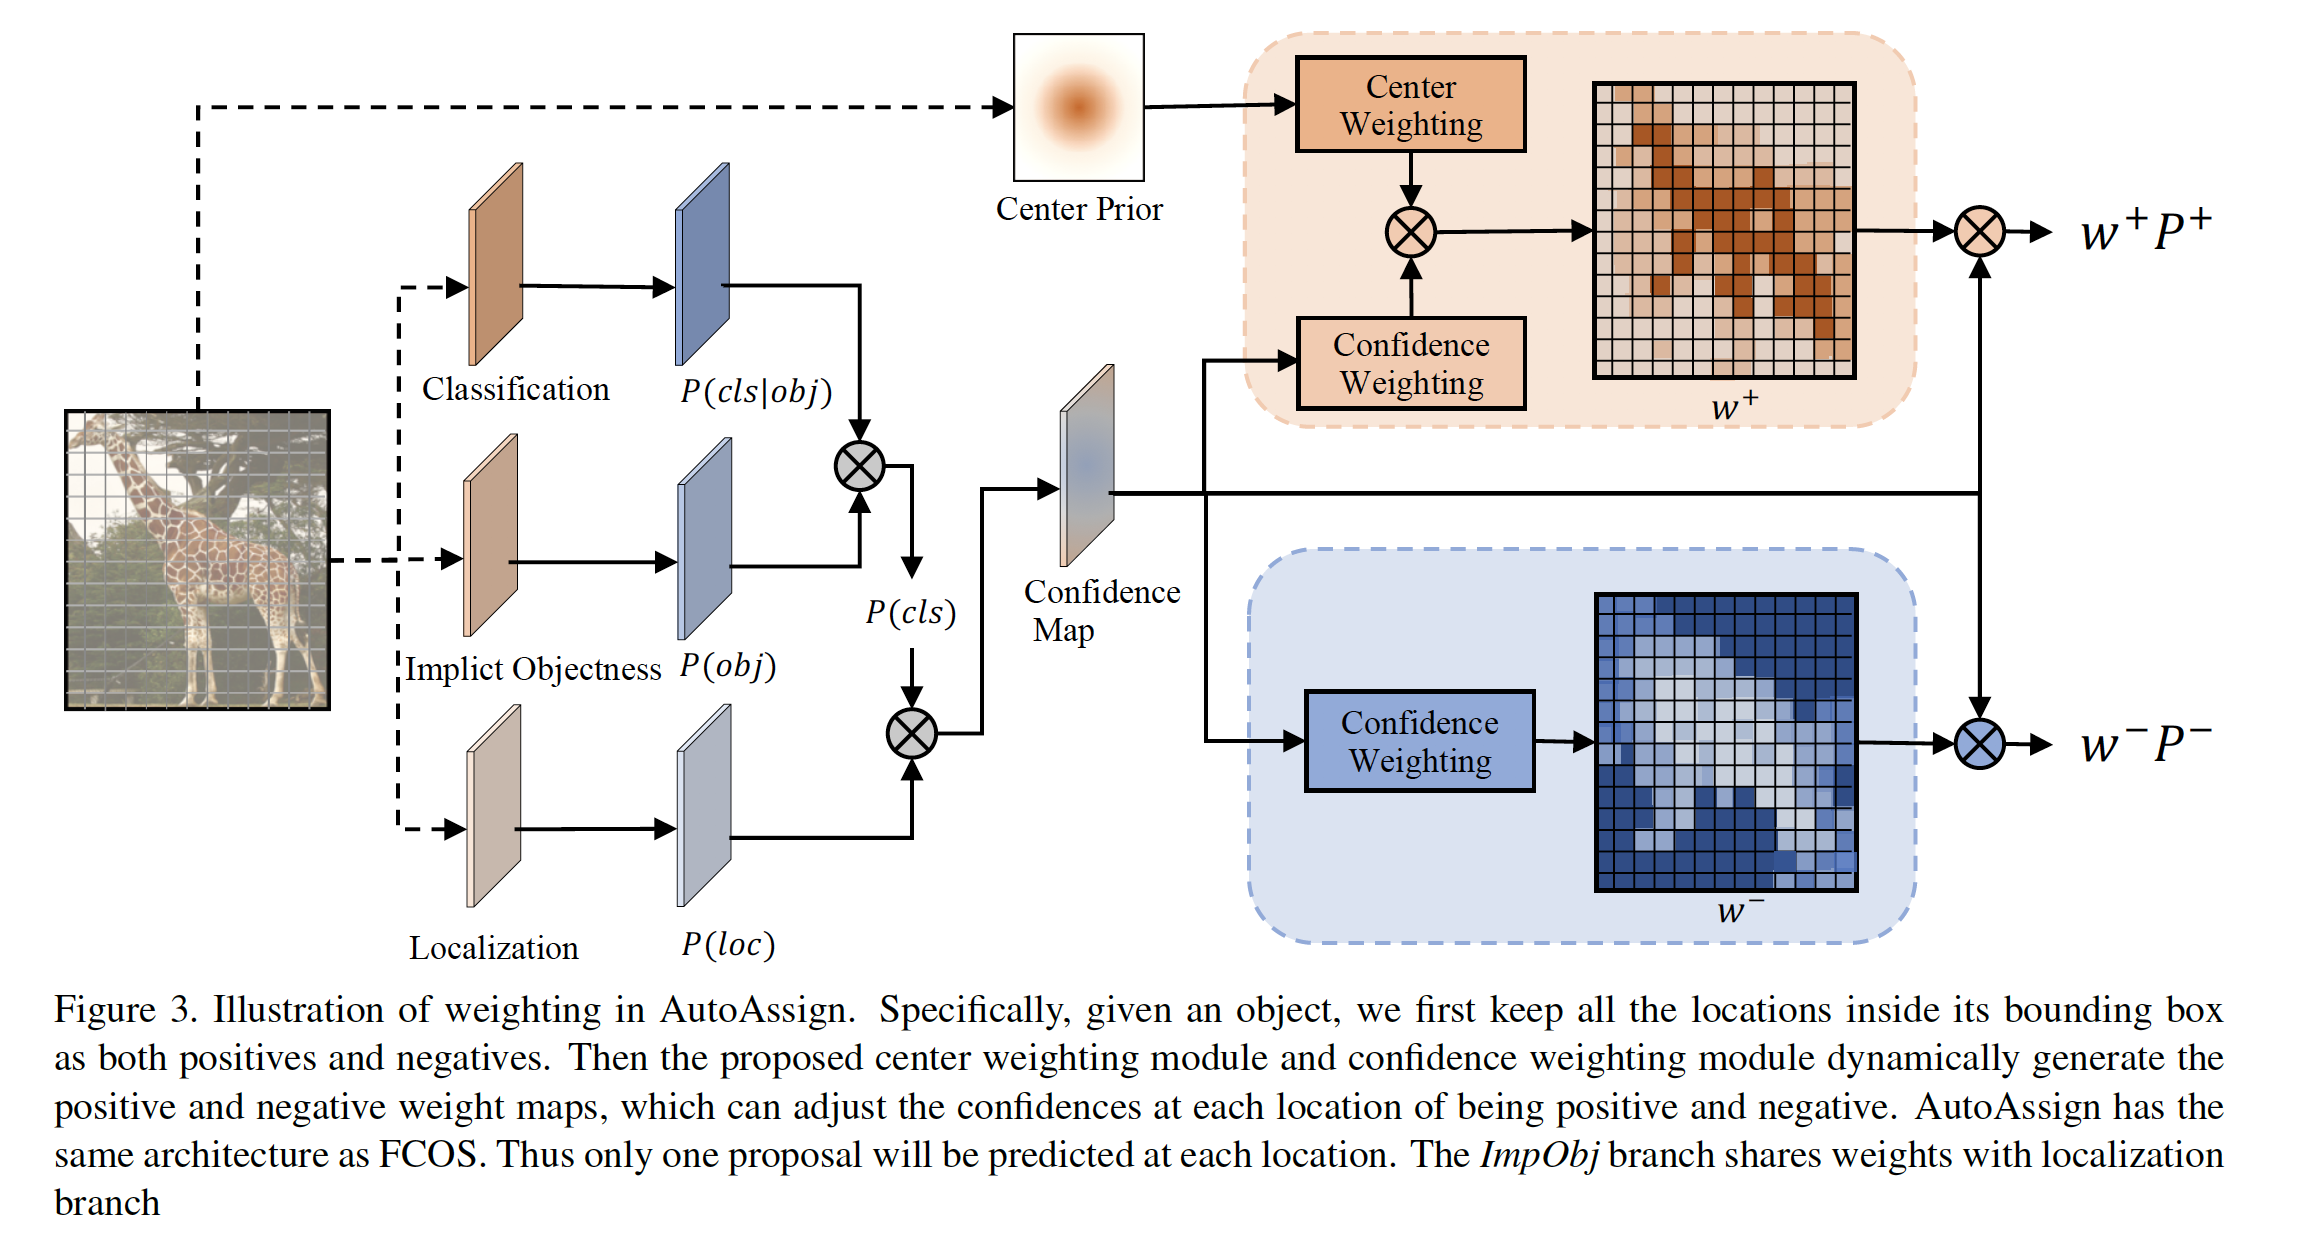 Center
Weighting
Center Prior
w⁺P⁺
Classification
P(cls|obj)
Confidence
Weighting
w⁺
Implict Objectness
P(obj)
P(cls)
Confidence
Map
Confidence
Weighting
w⁻P⁻
w⁻
Localization
P(loc)
Figure 3. Illustration of weighting in AutoAssign. Specifically, given an object, we first keep all the locations inside its bounding box
as both positives and negatives. Then the proposed center weighting module and confidence weighting module dynamically generate the
positive and negative weight maps, which can adjust the confidences at each location of being positive and negative. AutoAssign has the
same architecture as FCOS. Thus only one proposal will be predicted at each location. The ImpObj branch shares weights with localization
branch